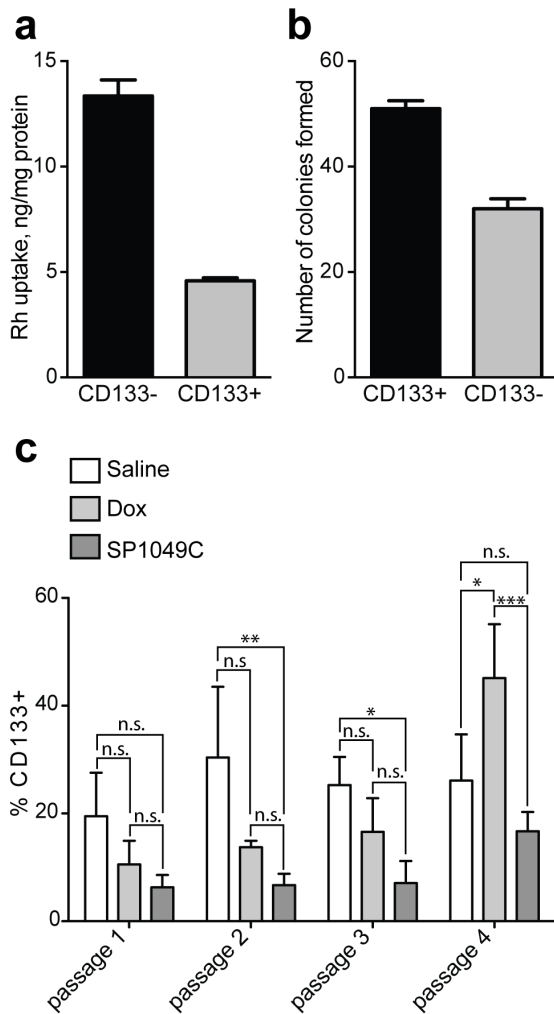 a
Rh uptake, ng/mg protein
15
10
5
0
CD133-
CD133+
b
Number of colonies formed
60
40
20
0
CD133+
CD133-
c
Saline
Dox
SP1049C
% CD133+
60
40
20
0
n.s.
n.s.
n.s.
**
n.s
n.s.
*
n.s.
n.s.
n.s.
*
***
passage 1
passage 2
passage 3
passage 4